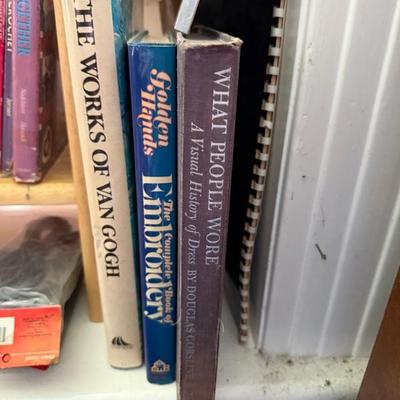 THE WORKS OF VAN GOGH
Golden
Hands
The
Complete Book of
Embroidery
WHAT PEOPLE WORE
A Visual History of Dress BY DOUGLAS GORSLINE